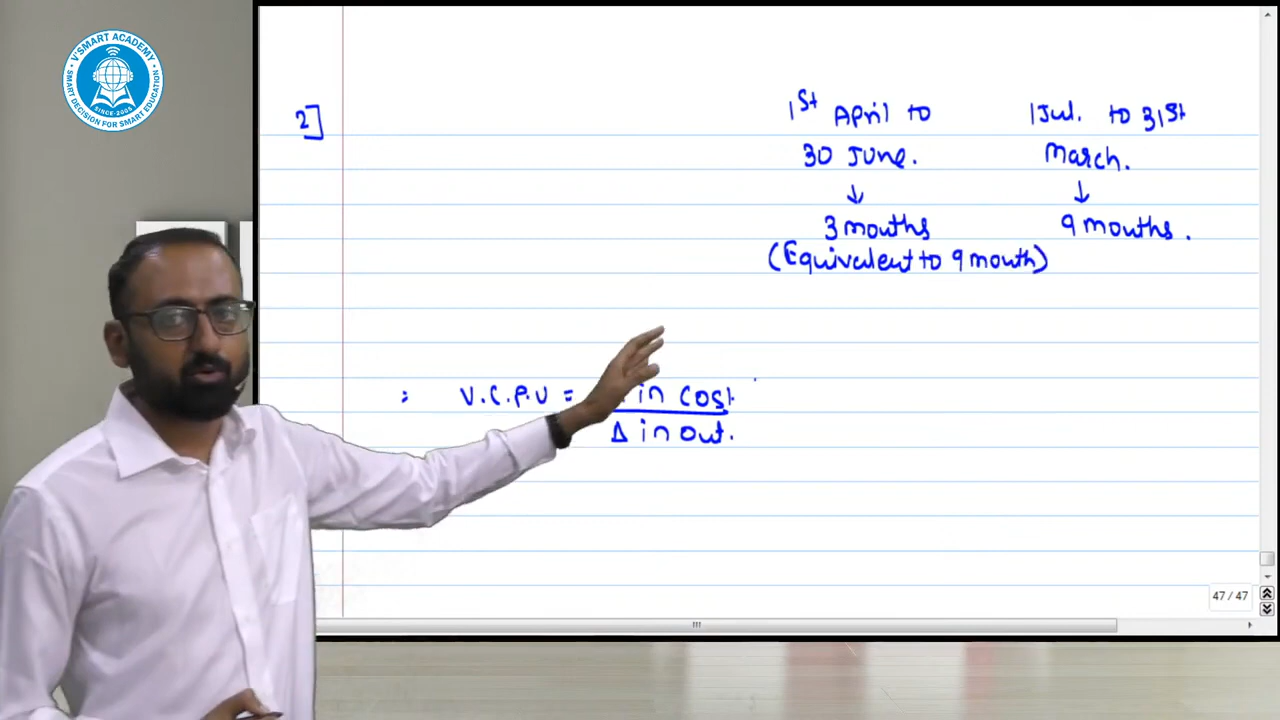 V'SMART ACADEMY
SMART DECISION FOR SMART EDUCATION
SINCE-2005
2]
1st April to
30 June.
↓
3 months
(Equivalent to 9 month)
1 Jul. to 31st
March.
↓
9 months.
: V.C.P.U = in cost
Δ in out.
47 / 47